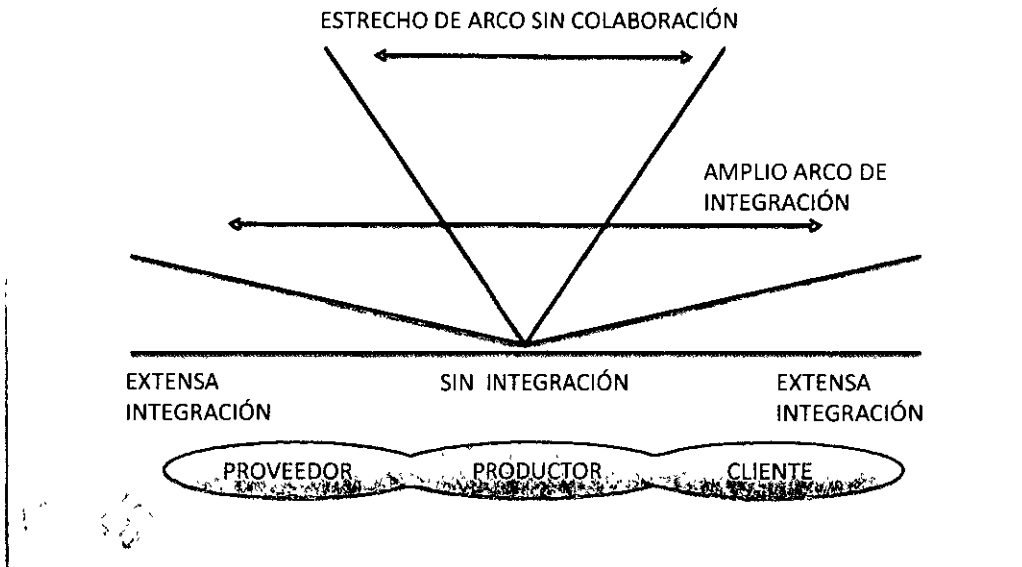 ESTRECHO DE ARCO SIN COLABORACIÓN
AMPLIO ARCO DE
INTEGRACIÓN
EXTENSA
INTEGRACIÓN
SIN INTEGRACIÓN
EXTENSA
INTEGRACIÓN
PROVEEDOR
PRODUCTOR
CLIENTE